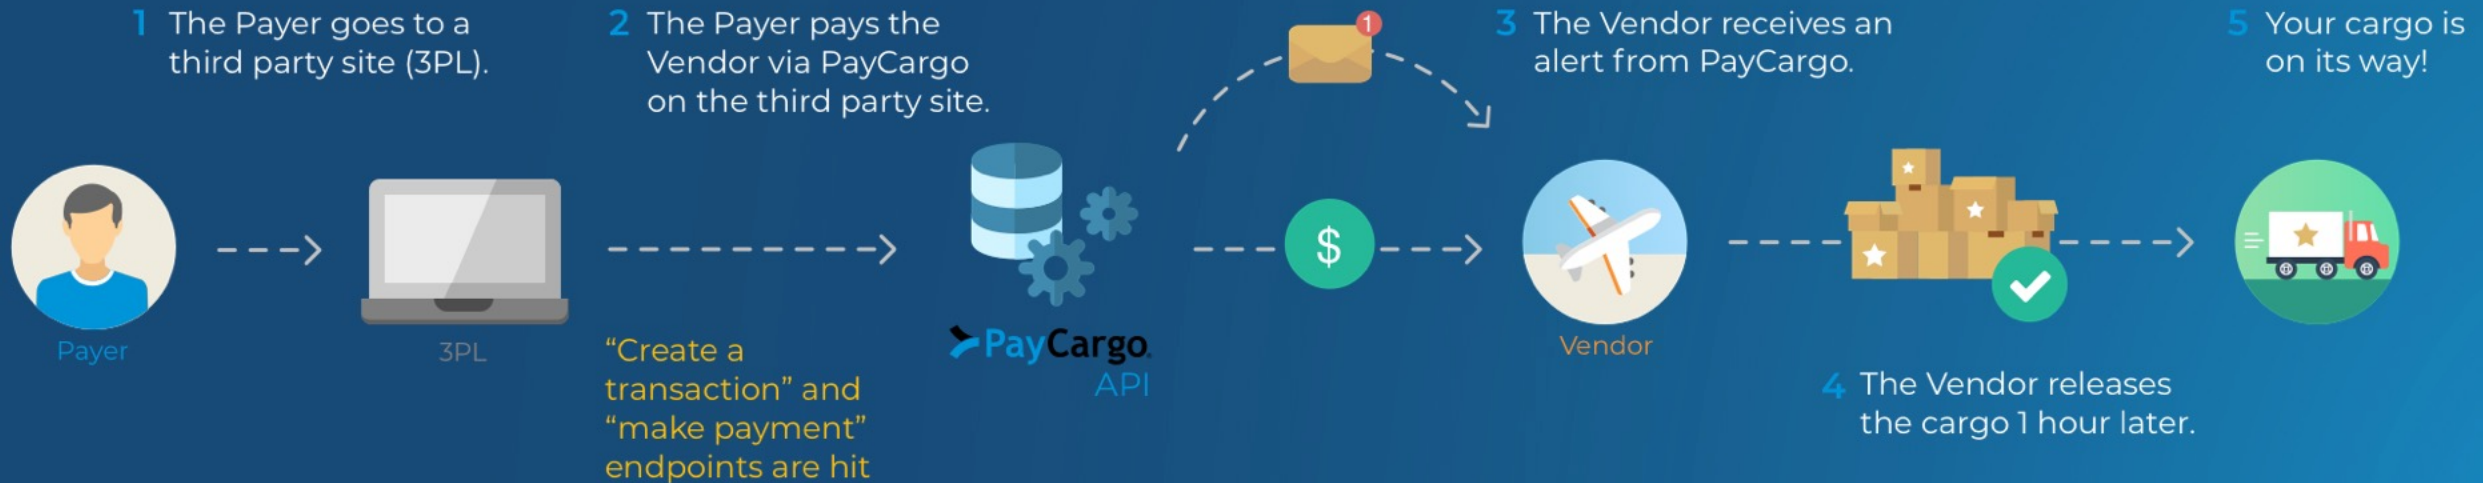 1 The Payer goes to a
third party site (3PL).
2 The Payer pays the
Vendor via PayCargo
on the third party site.
1
3 The Vendor receives an
alert from PayCargo.
5 Your cargo is
on its way!
Payer
3PL
"Create a
transaction" and
"make payment"
endpoints are hit
PayCargo
API
$
Vendor
4 The Vendor releases
the cargo 1 hour later.